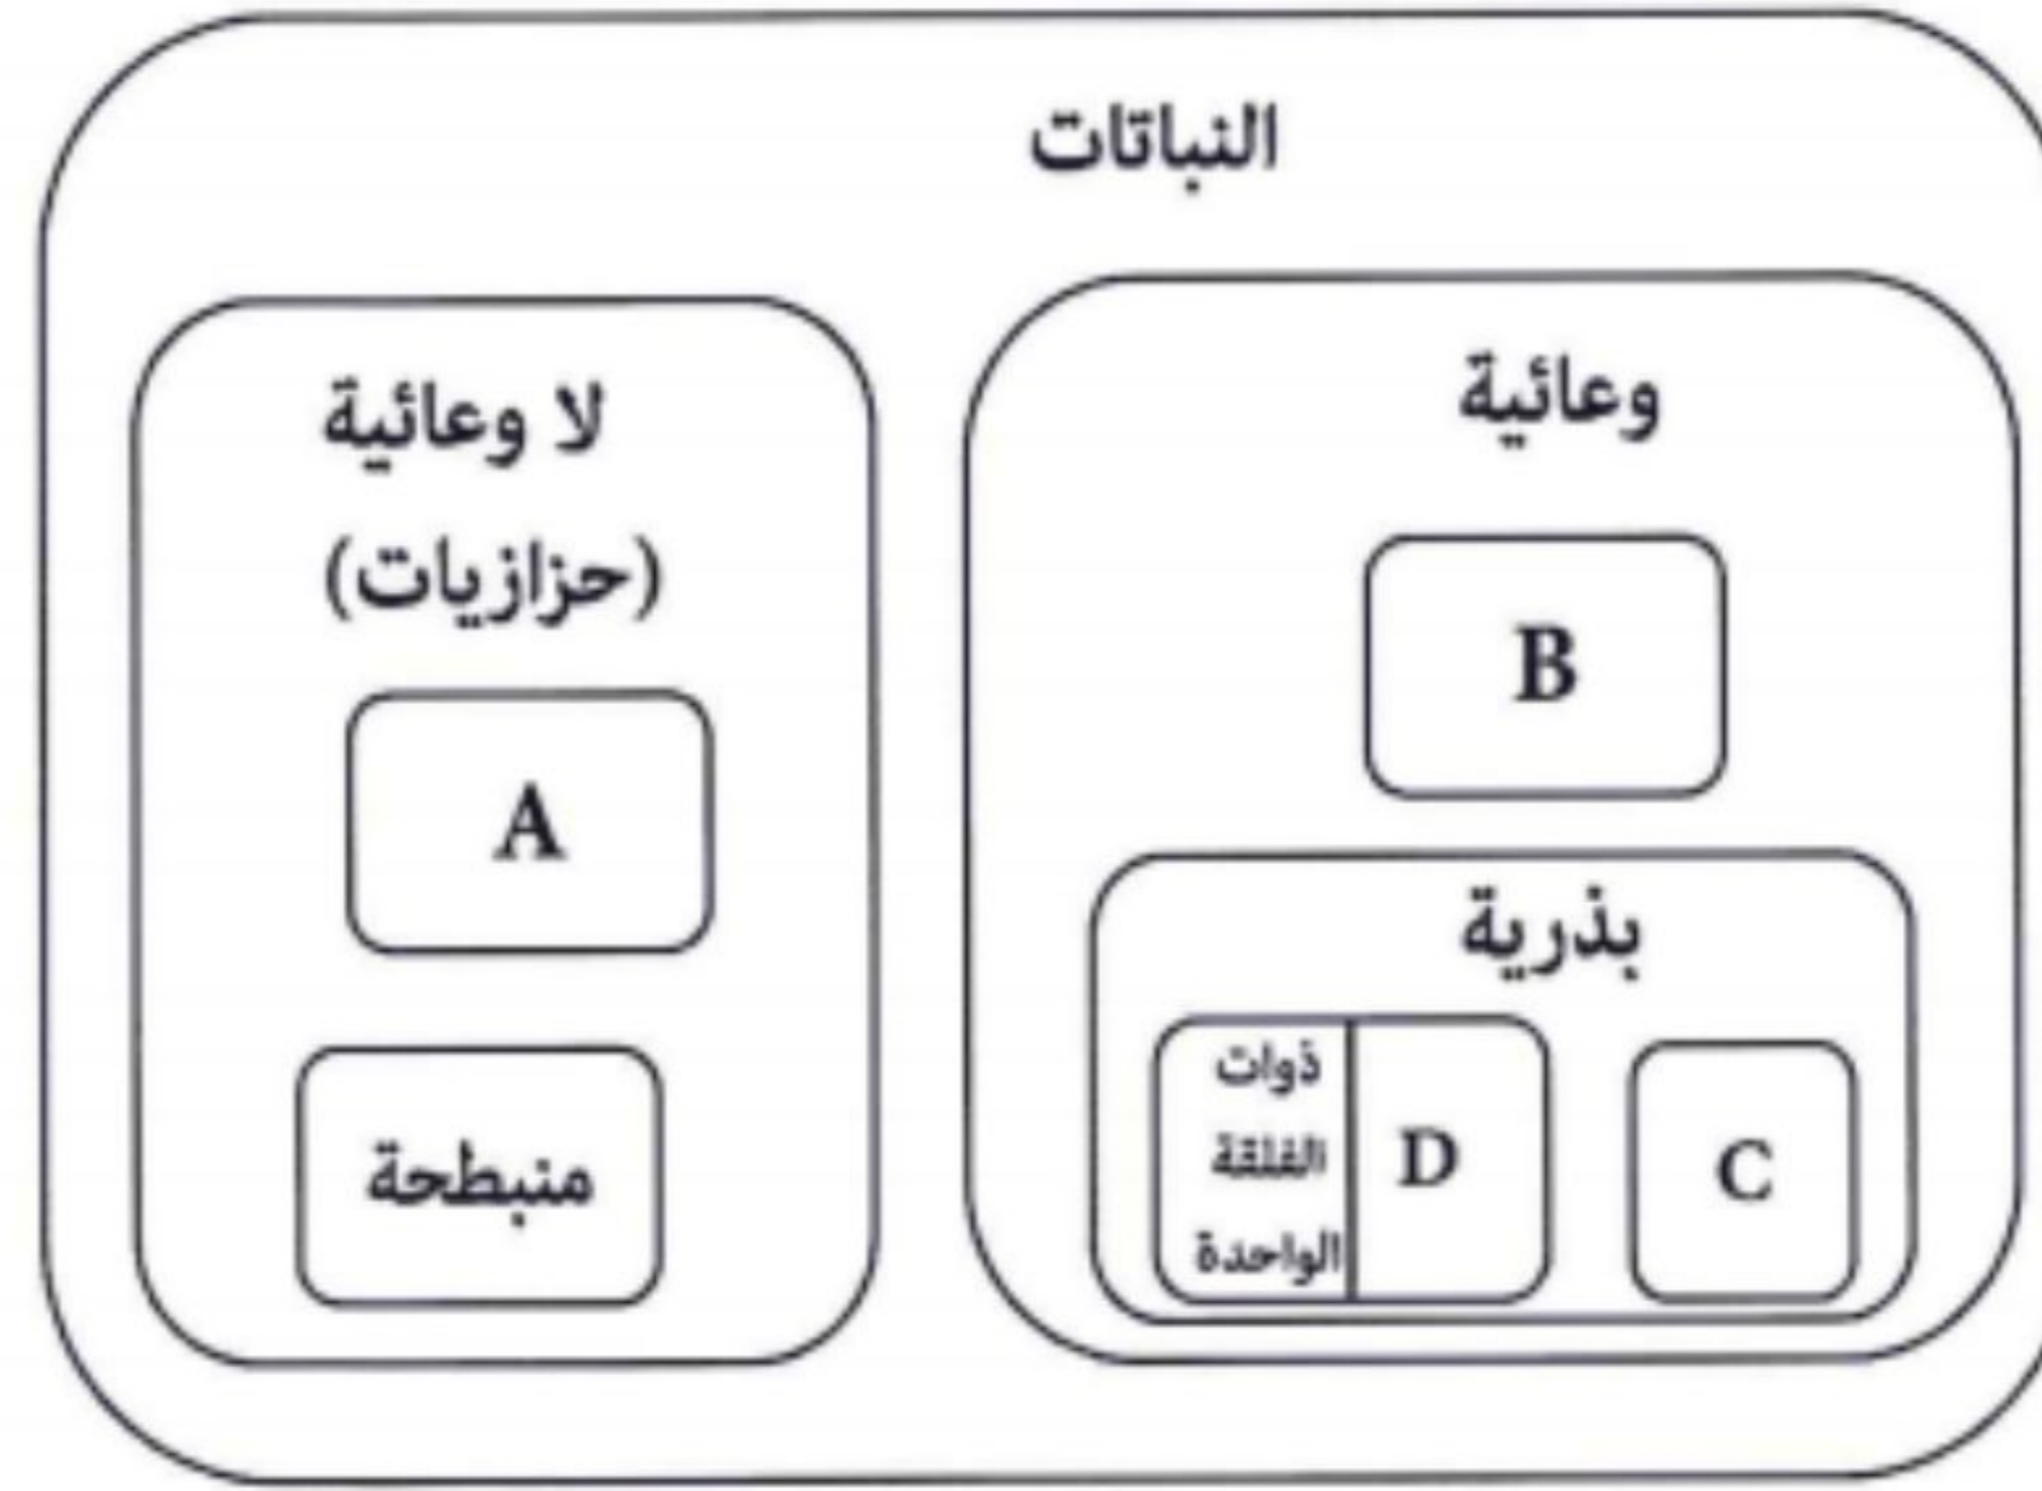 النباتات
وعائية
B
بذرية
C
D
ذوات
الفلقة
الواحدة
لا وعائية
(حزازيات)
A
منبطحة